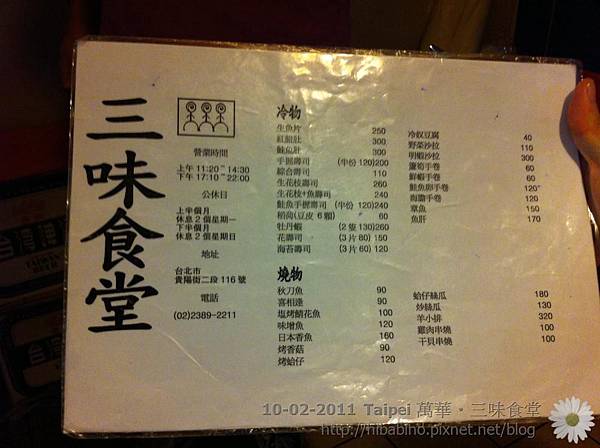 三味食堂
營業時間
上午 11:20~14:30
下午 17:10~22:00
公休日
上半個月
休息 2 個星期一
下半個月
休息 2 個星期日
地址
台北市
貴陽街二段 116 號
電話
(02)2389-2211
冷物
生魚片 250
紅魽肚 300
鮭魚肚 300
手握壽司 (半份 120)200
綜合壽司 110
生花枝壽司 260
生花枝+魚壽司 240
鮭魚手握壽司 (半份 120)240
稻荷(豆皮 6 顆) 60
牡丹蝦 (2 隻 130)260
花壽司 (3 片 80)150
海苔壽司 (3 片 60)120
冷奴豆腐 40
野菜沙拉 110
明蝦沙拉 300
蘆筍手卷 60
鮮蝦手卷 60
鮭魚卵手卷 120
海膽手卷 120
章魚 150
魚肝 170
燒物
秋刀魚 90
喜相逢 90
塩烤鯖花魚 100
味增魚 120
日本香魚 160
烤香菇 90
烤蛤仔 120
蛤仔絲瓜 180
炒絲瓜 130
羊小排 320
雞肉串燒 100
干貝串燒 100
台灣啤
10-02-2011 Taipei 萬華‧三味食堂
http://hibabino.pixnet.net/blog